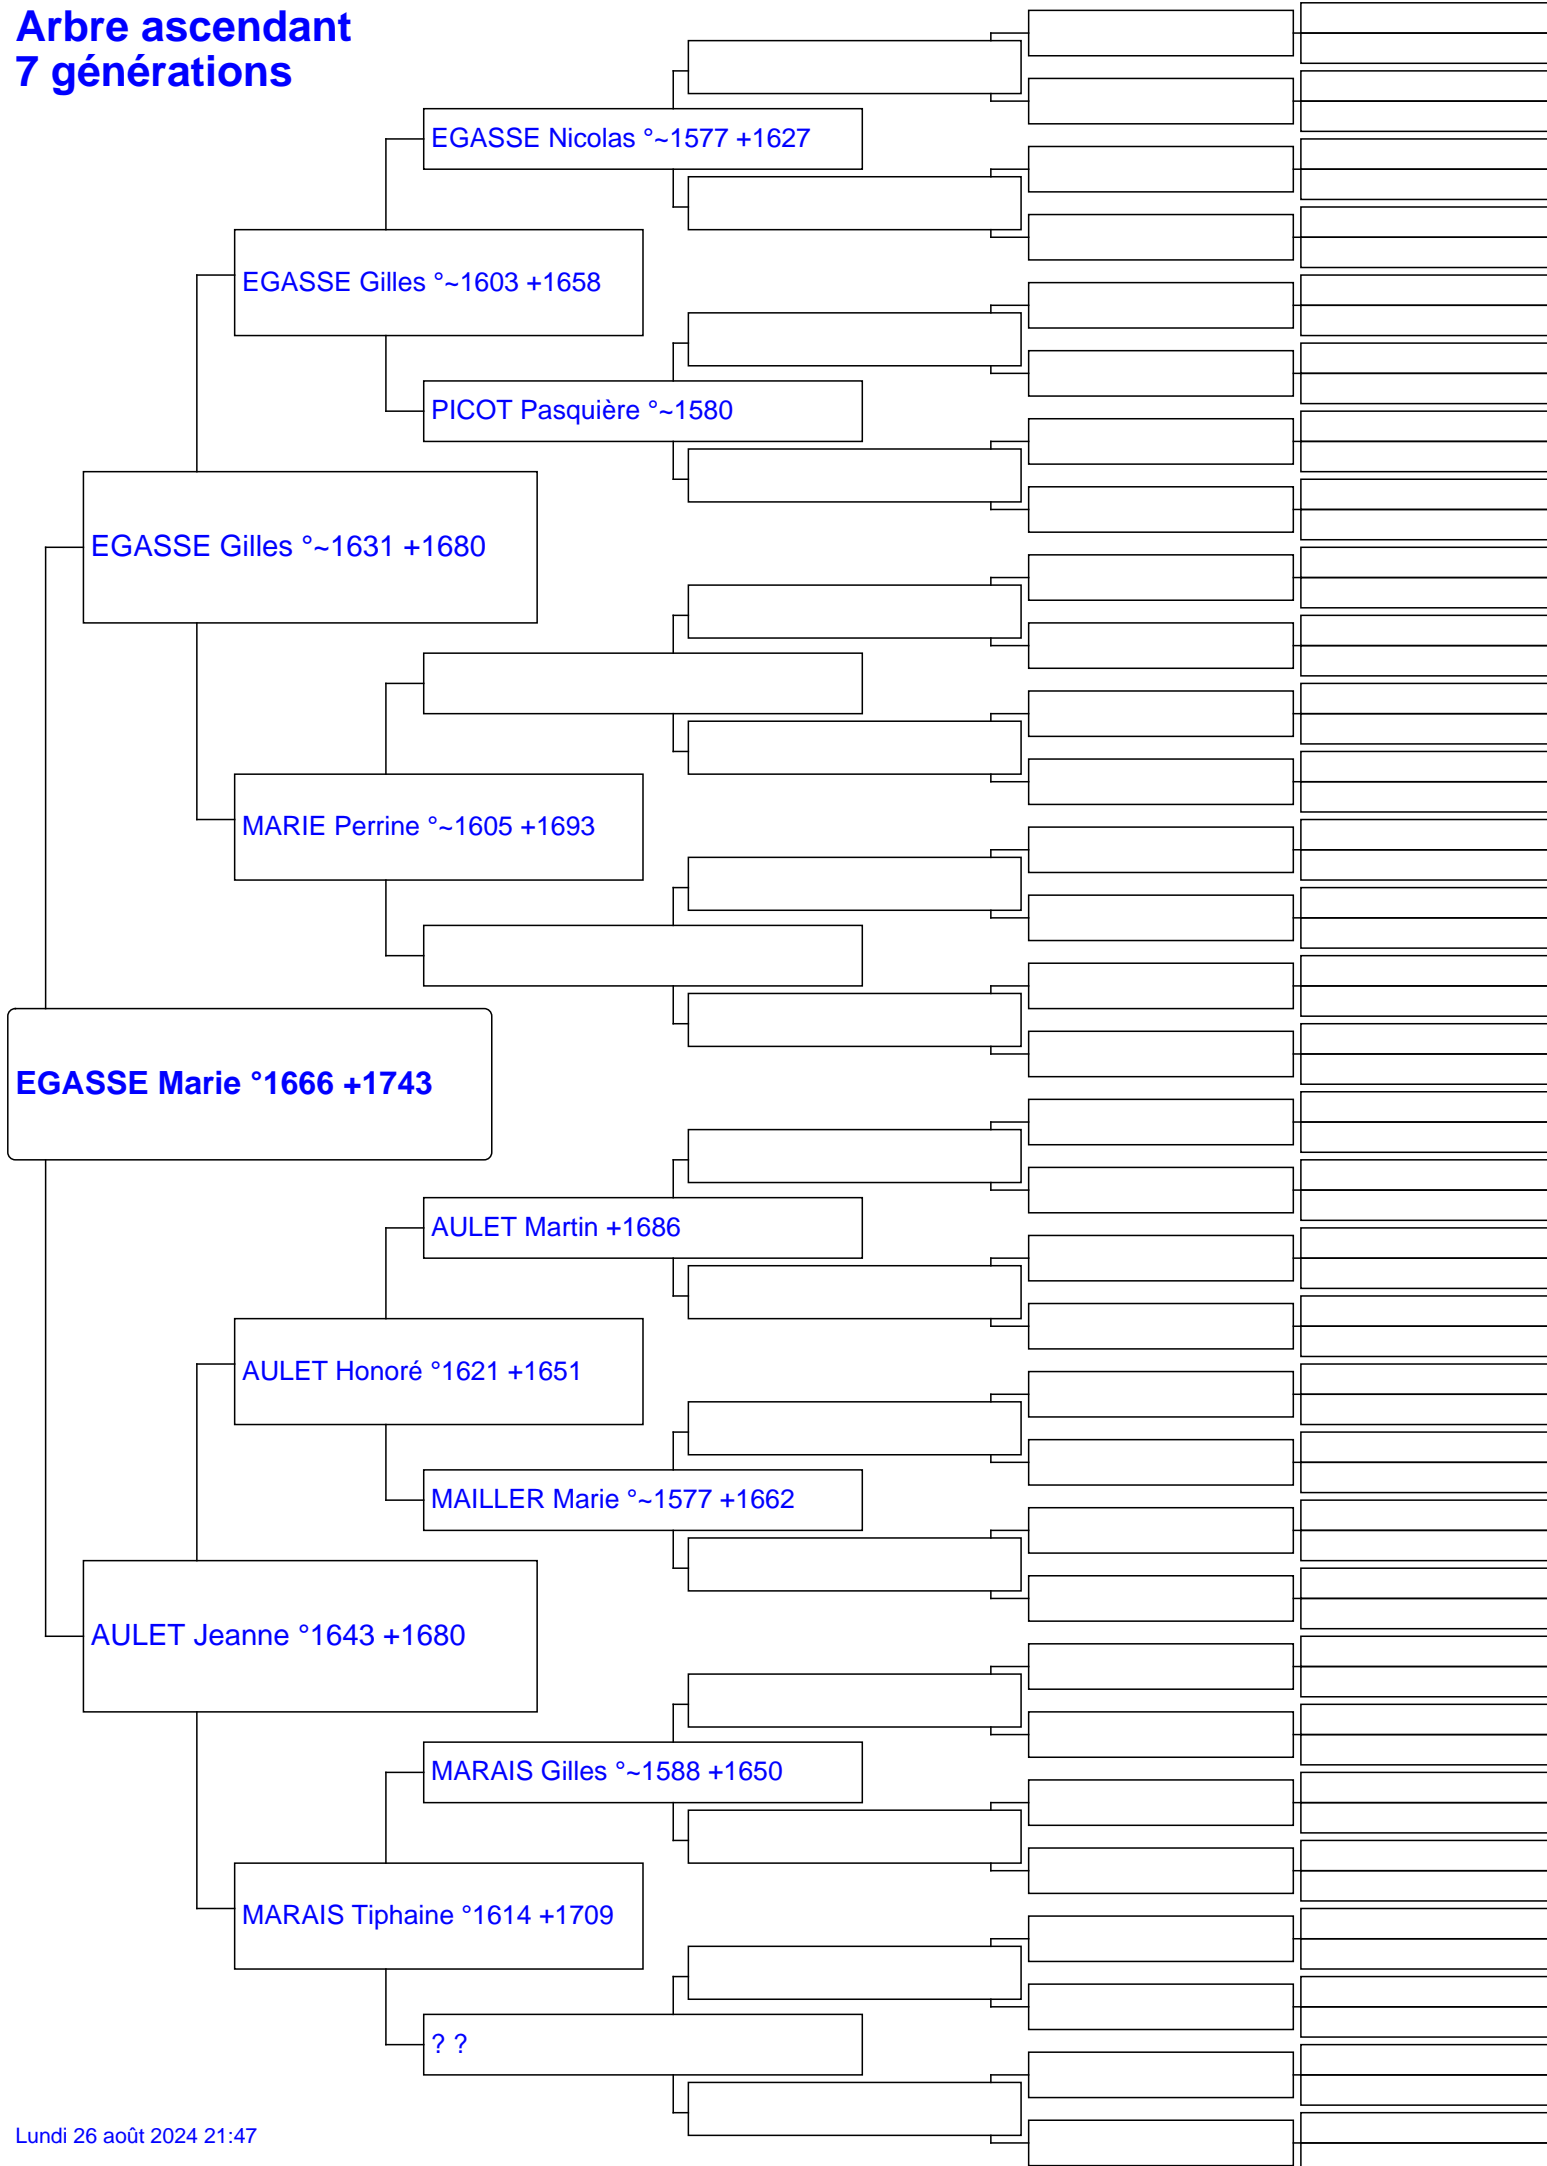 Arbre ascendant
7 générations
EGASSE Nicolas °~1577 +1627
EGASSE Gilles °~1603 +1658
PICOT Pasquière °~1580
EGASSE Gilles °~1631 +1680
MARIE Perrine °~1605 +1693
EGASSE Marie °1666 +1743
AULET Martin +1686
AULET Honoré °1621 +1651
MAILLER Marie °~1577 +1662
AULET Jeanne °1643 +1680
MARAIS Gilles °~1588 +1650
MARAIS Tiphaine °1614 +1709
? ?
Lundi 26 août 2024 21:47